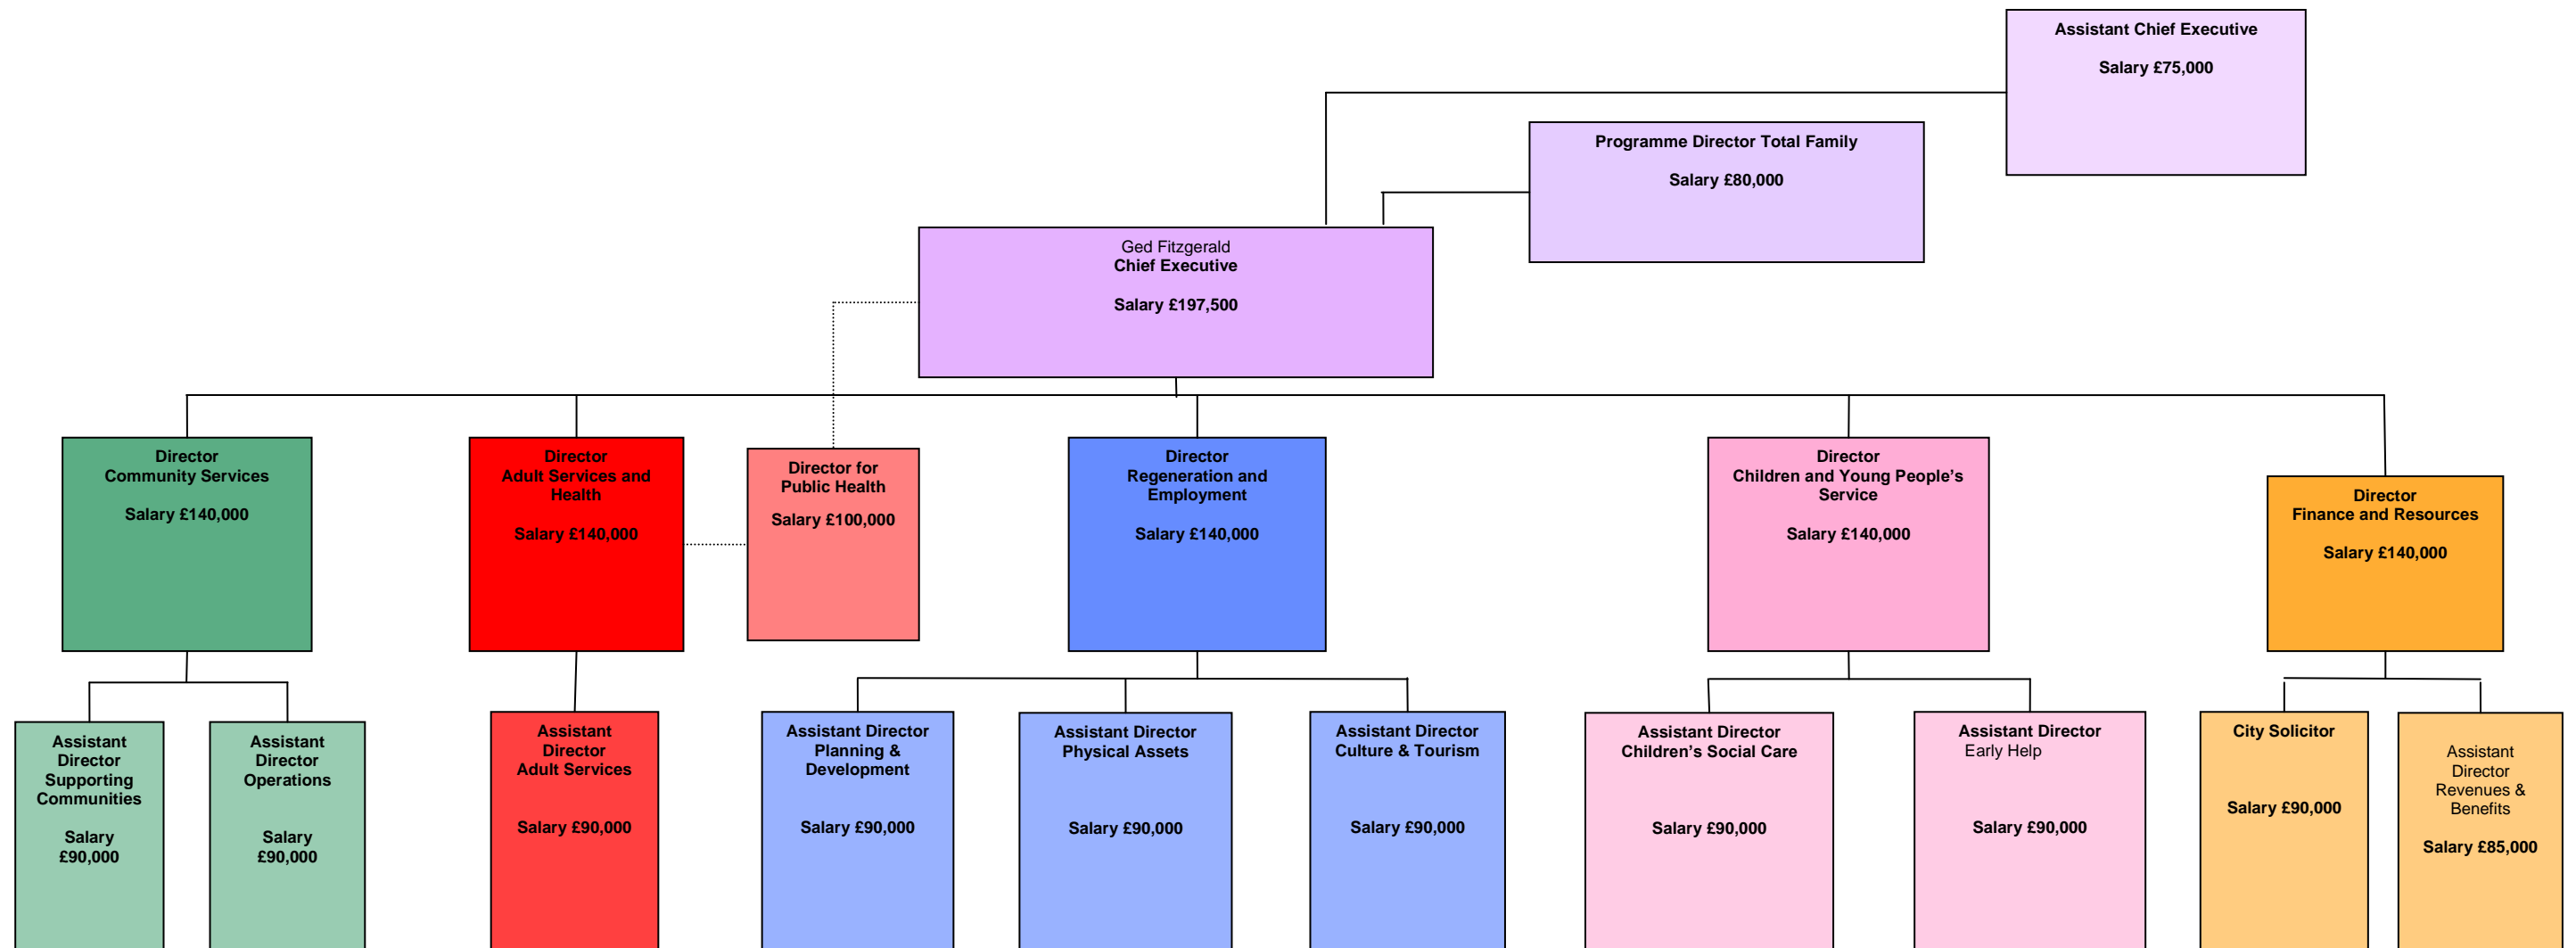 Assistant Chief Executive
Salary £75,000
Programme Director Total Family
Salary £80,000
Ged Fitzgerald
Chief Executive
Salary £197,500
Director
Community Services
Salary £140,000
Director
Adult Services and
Health
Salary £140,000
Director for
Public Health
Salary £100,000
Director
Regeneration and
Employment
Salary £140,000
Director
Children and Young People’s
Service
Salary £140,000
Director
Finance and Resources
Salary £140,000
Assistant
Director
Supporting
Communities
Salary
£90,000
Assistant
Director
Operations
Salary
£90,000
Assistant
Director
Adult Services
Salary £90,000
Assistant Director
Planning &
Development
Salary £90,000
Assistant Director
Physical Assets
Salary £90,000
Assistant Director
Culture & Tourism
Salary £90,000
Assistant Director
Children’s Social Care
Salary £90,000
Assistant Director
Early Help
Salary £90,000
City Solicitor
Salary £90,000
Assistant
Director
Revenues &
Benefits
Salary £85,000